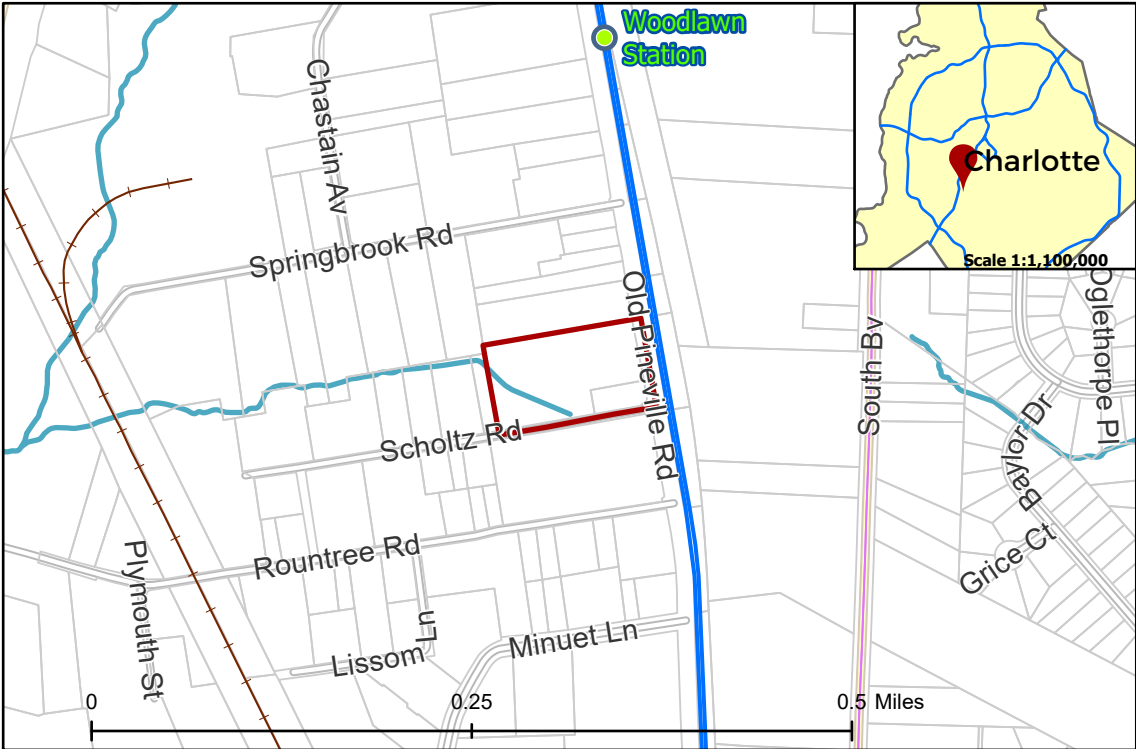 Woodlawn
Station
Charlotte
Scale 1:1,100,000
Chastain Av
Springbrook Rd
Old Pineville Rd
South Bv
Oglethorpe Pl
Baylor Dr
Grice Ct
Scholtz Rd
Rountree Rd
Plymouth St
Lissom Ln
Minuet Ln
0
0.25
0.5 Miles